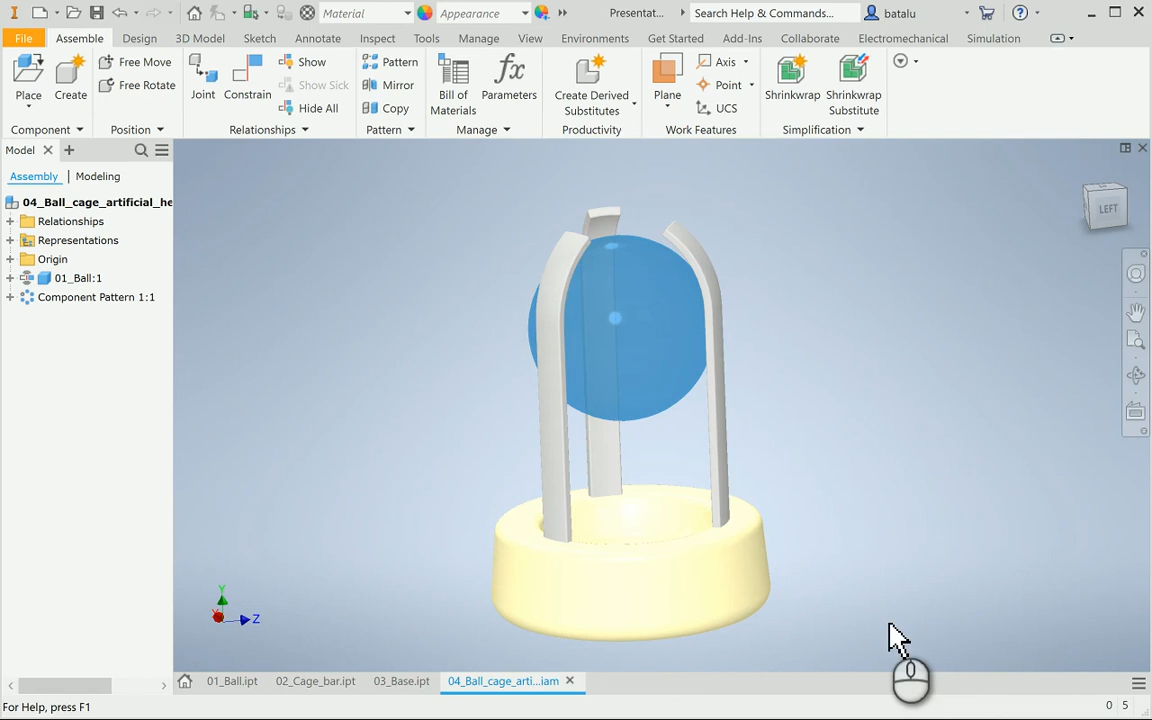 Material
Appearance
Presentat...
Search Help & Commands...
batalu
File
Assemble
Design
3D Model
Sketch
Annotate
Inspect
Tools
Manage
View
Environments
Get Started
Add-Ins
Collaborate
Electromechanical
Simulation
Place
Create
Free Move
Free Rotate
Joint
Constrain
Show
Show Sick
Hide All
Pattern
Mirror
Copy
Bill of
Materials
fx
Parameters
Create Derived
Substitutes
Plane
Axis
Point
UCS
Shrinkwrap
Shrinkwrap
Substitute
Component
Position
Relationships
Pattern
Manage
Productivity
Work Features
Simplification
Model
Assembly
Modeling
04_Ball_cage_artificial_he
Relationships
Representations
Origin
01_Ball:1
Component Pattern 1:1
LEFT
Y
Z
01_Ball.ipt
02_Cage_bar.ipt
03_Base.ipt
04_Ball_cage_arti...iam
For Help, press F1
0 5